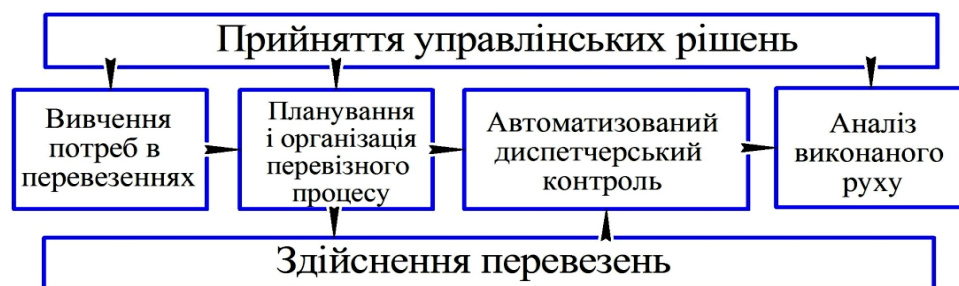 Прийняття управлінських рішень
Вивчення
потреб в
перевезеннях
Планування
і організація
перевізного
процесу
Автоматизований
диспетчерський
контроль
Аналіз
виконаного
руху
Здійснення перевезень